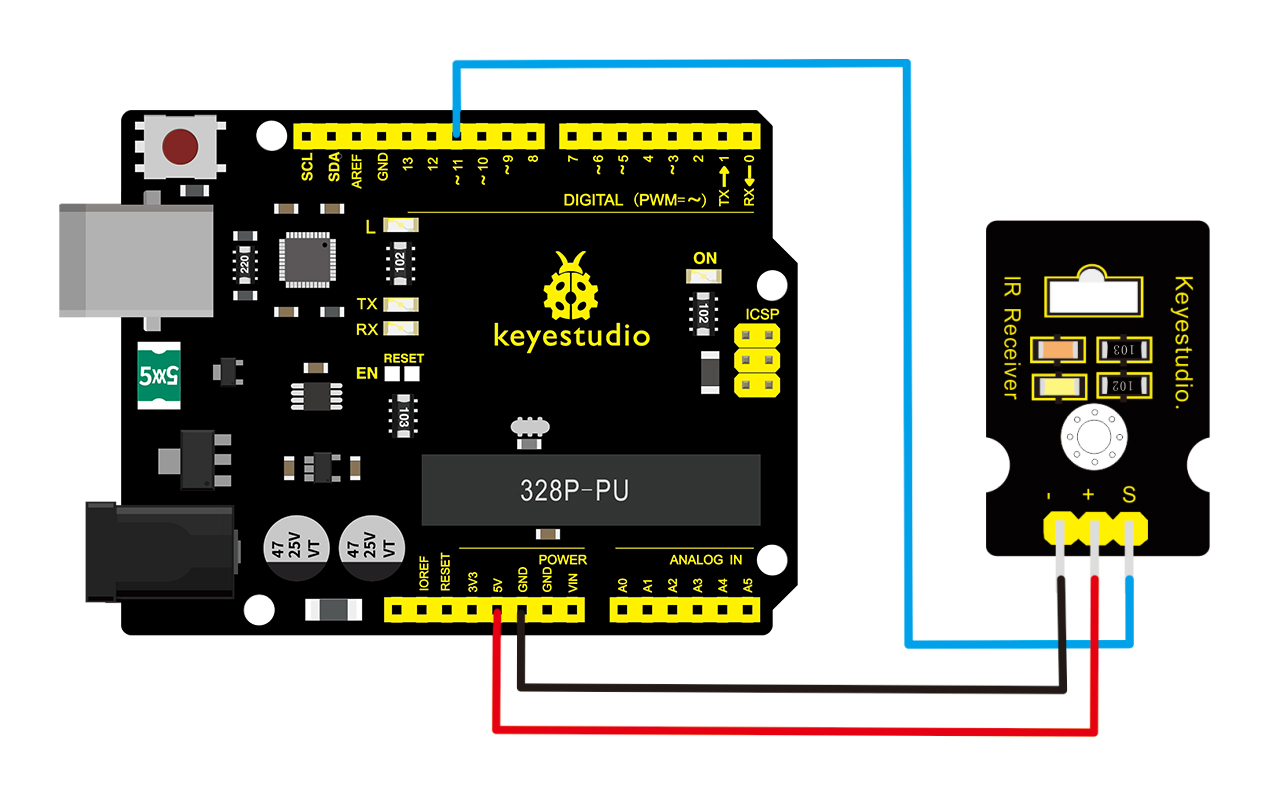 SCL
SDA
AREF
GND
13
12
~11
~10
~9
8
7
~6
~5
4
~3
2
TX→1
RX←0
DIGITAL (PWM=~)
L
220
102
TX
RX
RESET
EN
103
5XX5
keyestudio
ON
102
ICSP
328P-PU
47
25V
VT
47
25V
VT
POWER
ANALOG IN
IOREF
RESET
3V3
5V
GND
GND
VIN
A0
A1
A2
A3
A4
A5
IR Receiver
Keyestudio.
103
102
- + S